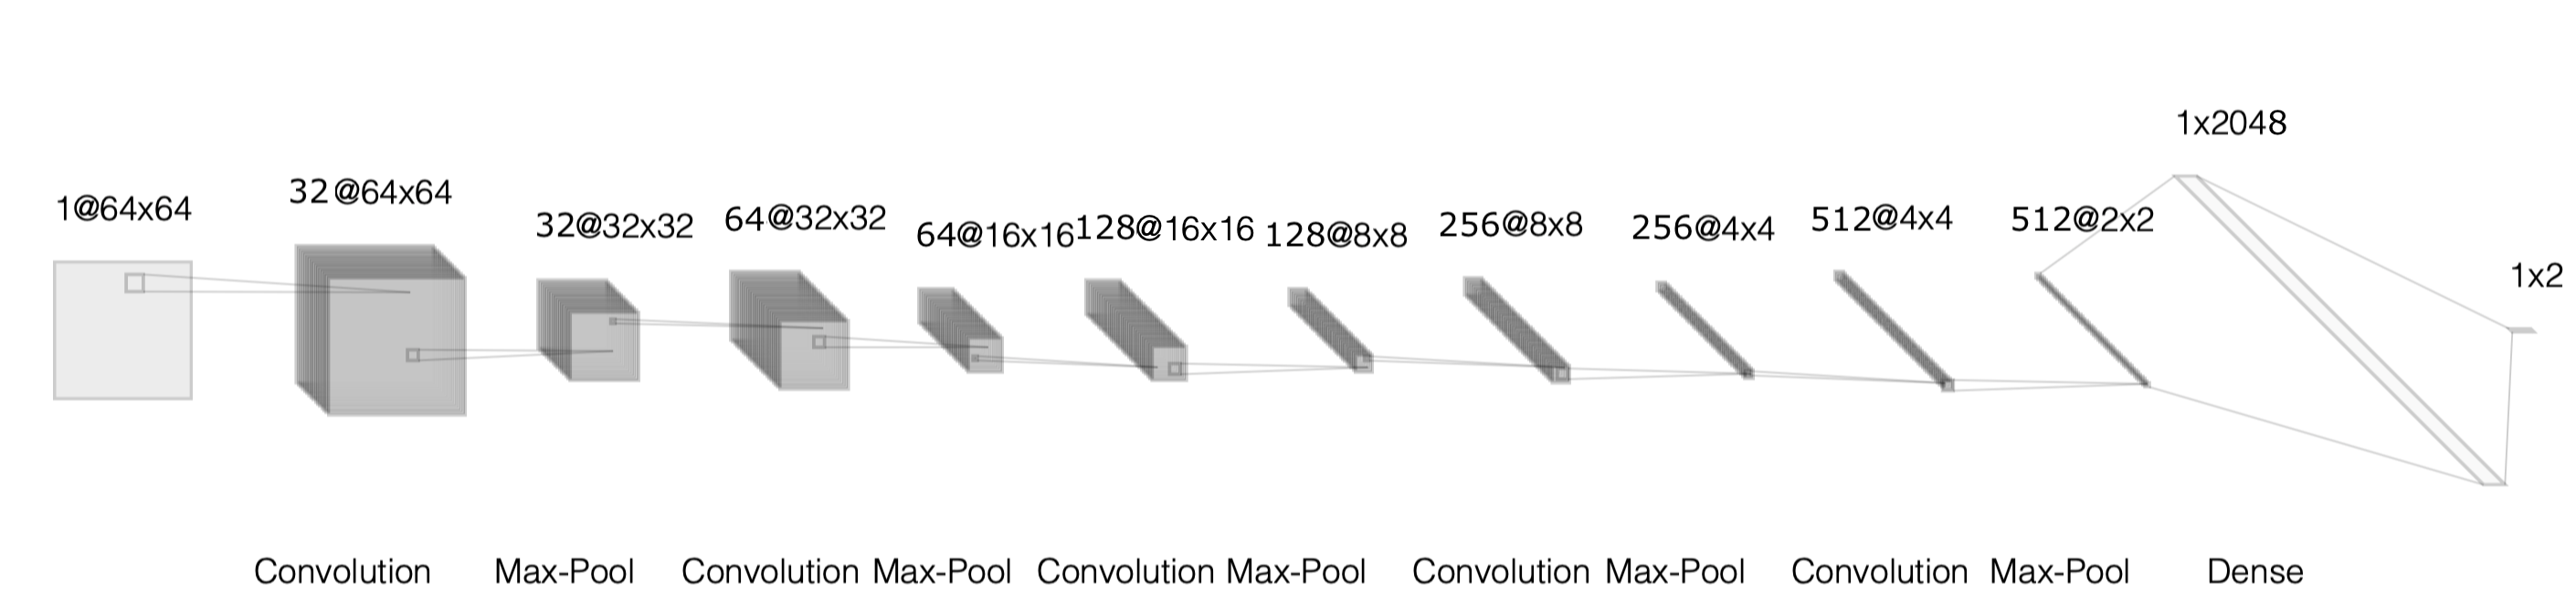 1@64x64
32@64x64
32@32x32
64@32x32
64@16x16
128@16x16
128@8x8
256@8x8
256@4x4
512@4x4
512@2x2
1x2048
1x2
Convolution
Max-Pool
Convolution
Max-Pool
Convolution
Max-Pool
Convolution
Max-Pool
Convolution
Max-Pool
Dense